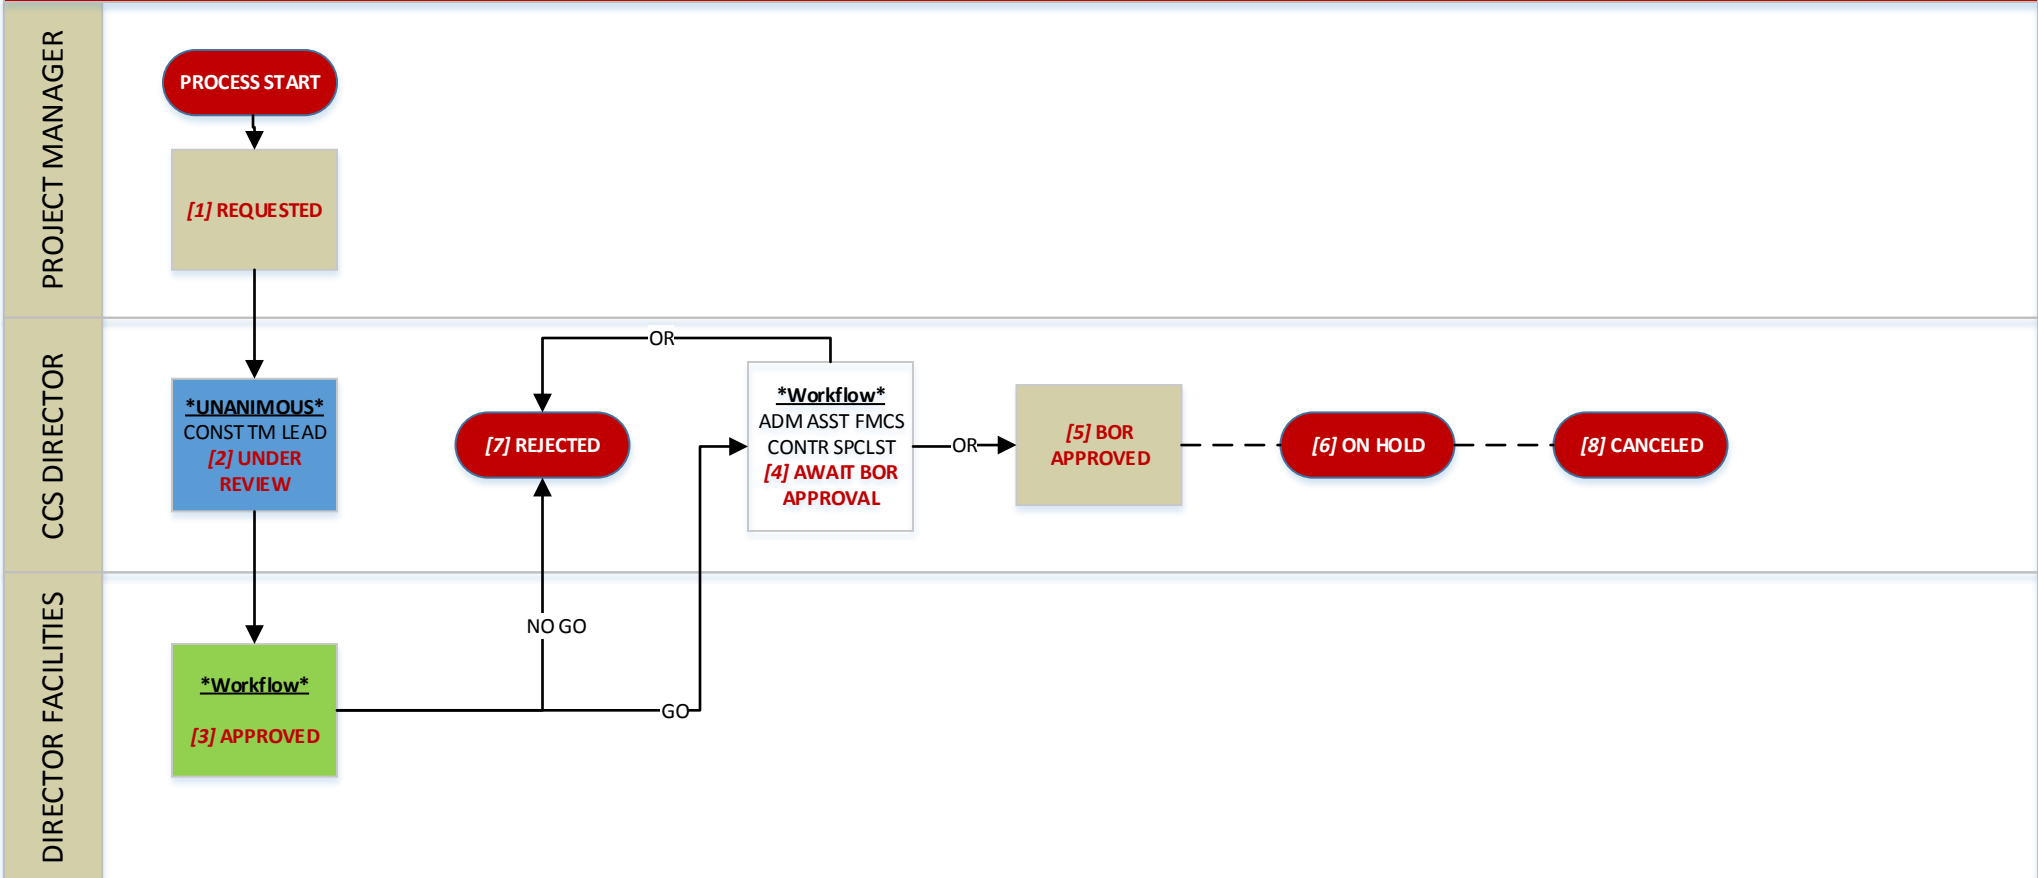 PROJECT MANAGER
PROCESS START
[1] REQUESTED
CCS DIRECTOR
*UNANIMOUS*
CONST TM LEAD
[2] UNDER
REVIEW
[7] REJECTED
OR
*Workflow*
ADM ASST FMCS
CONTR SPCLST
[4] AWAIT BOR
APPROVAL
OR
[5] BOR
APPROVED
[6] ON HOLD
[8] CANCELED
DIRECTOR FACILITIES
*Workflow*
[3] APPROVED
NO GO
GO